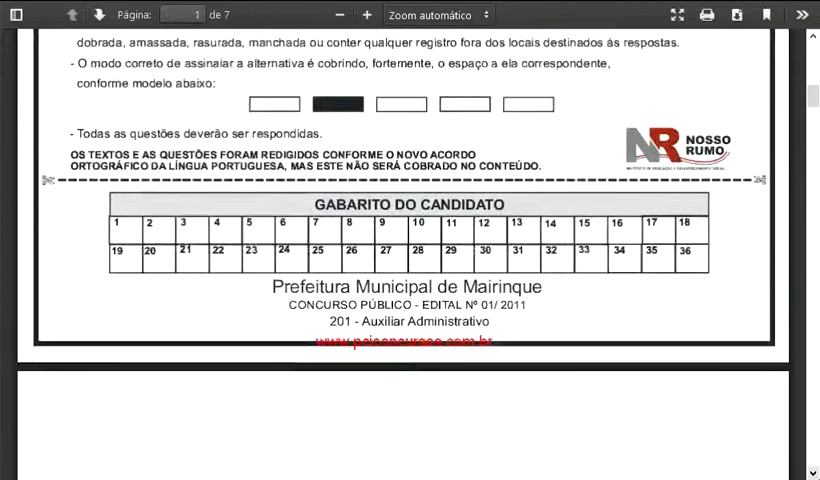 Página: 1 de 7 Zoom automático
dobrada, amassada, rasurada, manchada ou conter qualquer registro fora dos locais destinados às respostas.
- O modo correto de assinalar a alternativa é cobrindo, fortemente, o espaço a ela correspondente,
conforme modelo abaixo:
- Todas as questões deverão ser respondidas.
OS TEXTOS E AS QUESTÕES FORAM REDIGIDOS CONFORME O NOVO ACORDO
ORTOGRÁFICO DA LÍNGUA PORTUGUESA, MAS ESTE NÃO SERÁ COBRADO NO CONTEÚDO.
NR NOSSO
RUMO
GABARITO DO CANDIDATO
1 2 3 4 5 6 7 8 9 10 11 12 13 14 15 16 17 18
19 20 21 22 23 24 25 26 27 28 29 30 31 32 33 34 35 36
Prefeitura Municipal de Mairinque
CONCURSO PÚBLICO - EDITAL Nº 01/ 2011
201 - Auxiliar Administrativo
www.pciconcursos.com.br